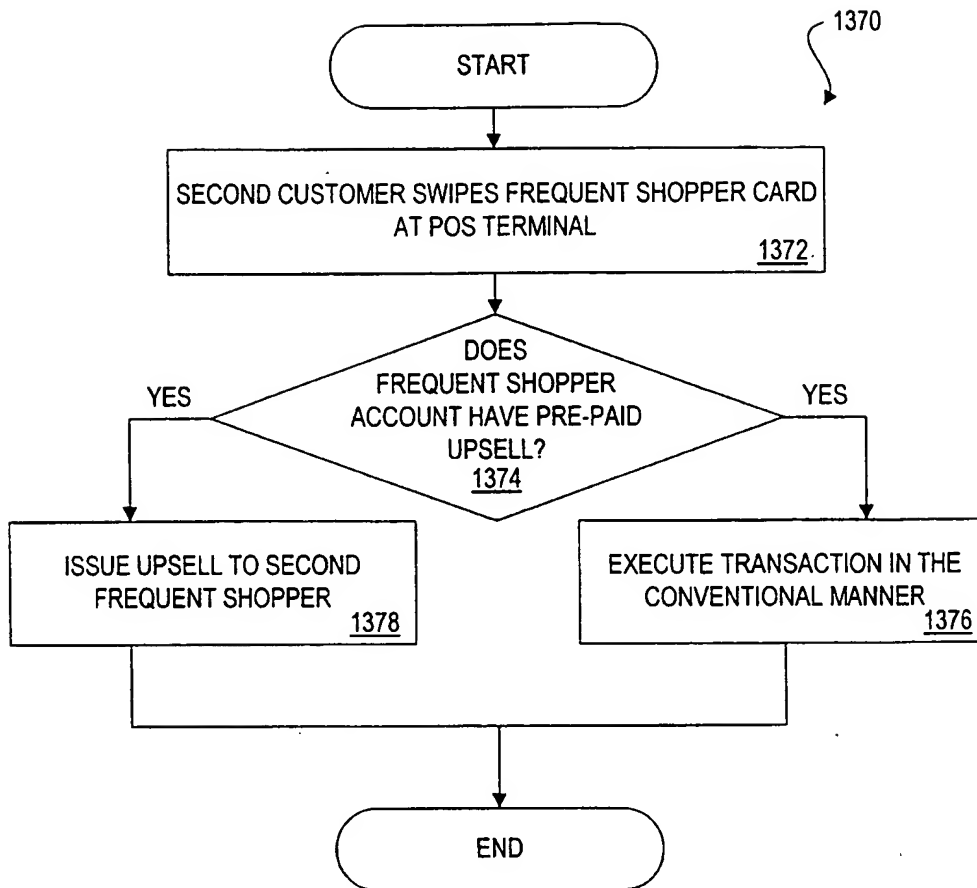 1370
START
SECOND CUSTOMER SWIPES FREQUENT SHOPPER CARD
AT POS TERMINAL
1372
DOES
FREQUENT SHOPPER
ACCOUNT HAVE PRE-PAID
UPSELL?
1374
YES
YES
ISSUE UPSELL TO SECOND
FREQUENT SHOPPER
1378
EXECUTE TRANSACTION IN THE
CONVENTIONAL MANNER
1376
END